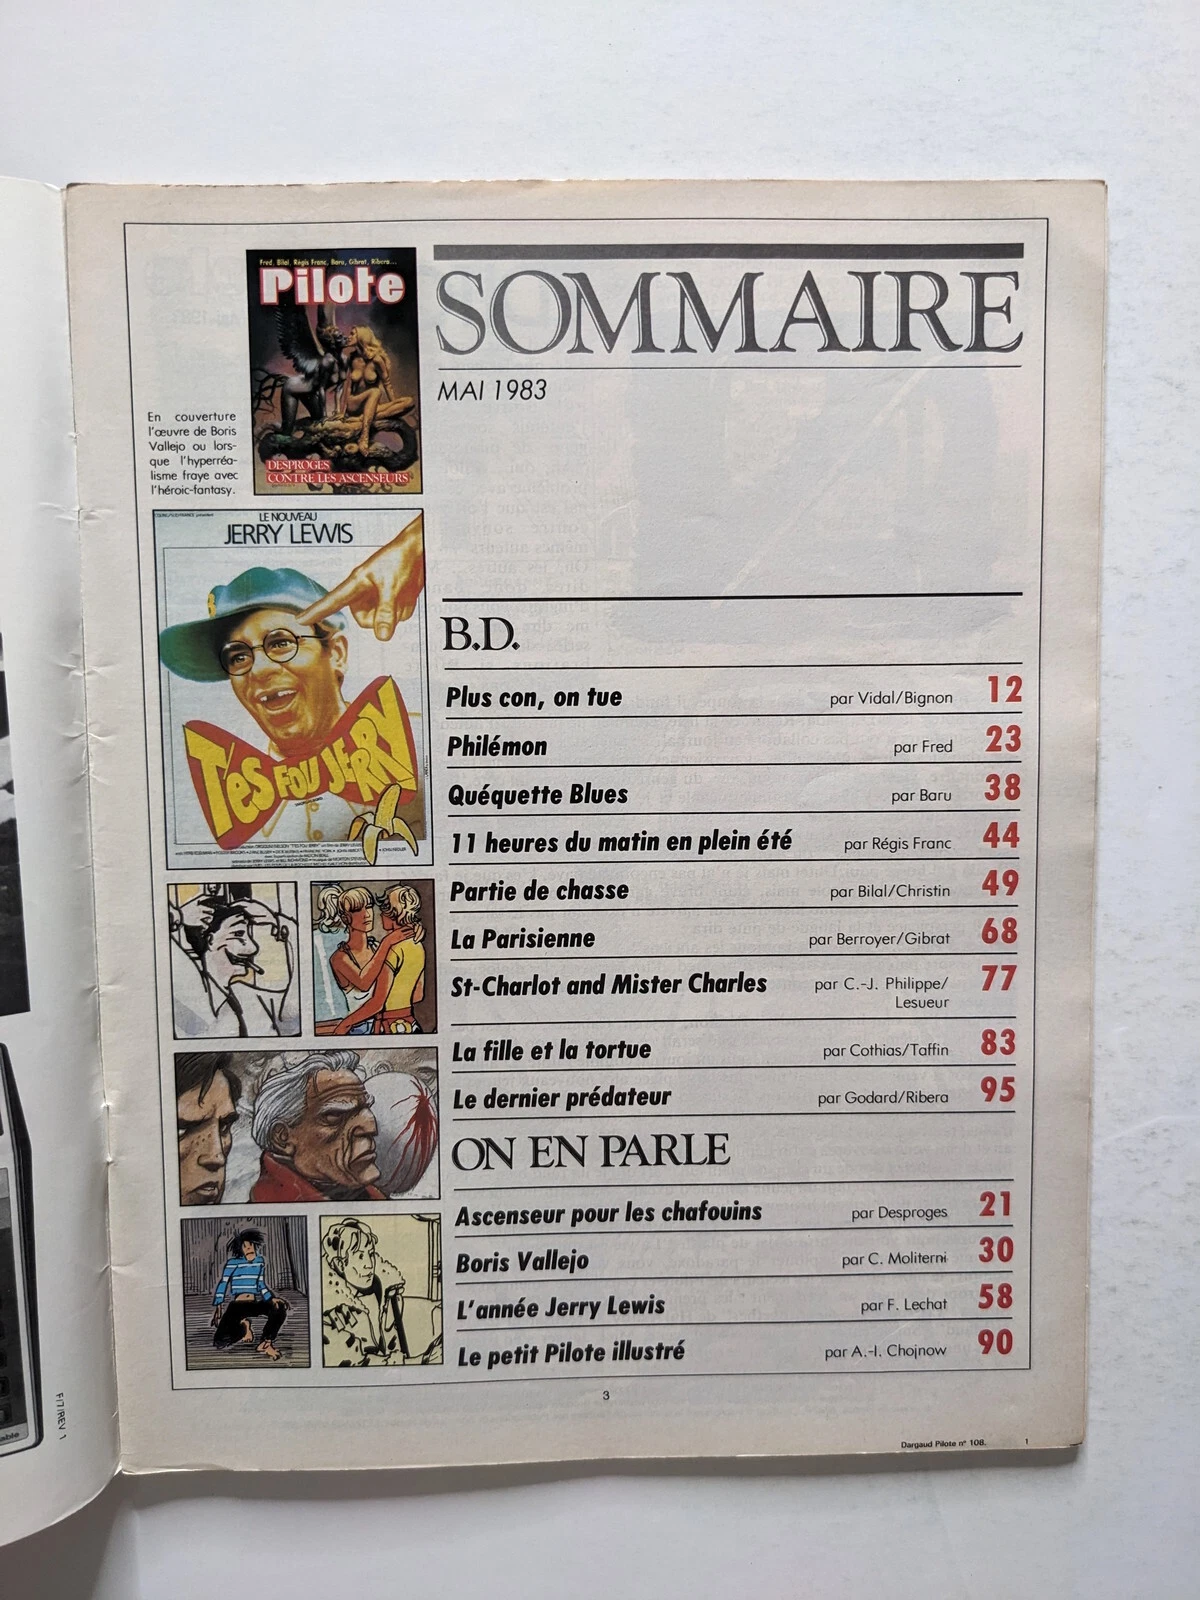 Fred, Bilal, Régis Franc, Baru, Gibrat, Ribera...
Pilote
DESPROGES
CONTRE LES ASCENSEURS
SOMMAIRE
MAI 1983
En couverture
l'œuvre de Boris
Vallejo ou lors-
que l'hyperréa-
lisme fraye avec
l'héroic-fantasy.
LE NOUVEAU
JERRY LEWIS
T'ES FOU JERRY
B.D.
Plus con, on tue par Vidal/Bignon 12
Philémon par Fred 23
Quéquette Blues par Baru 38
11 heures du matin en plein été par Régis Franc 44
Partie de chasse par Bilal/Christin 49
La Parisienne par Berroyer/Gibrat 68
St-Charlot and Mister Charles par C.-J. Philippe/ 77
Lesueur
La fille et la tortue par Cothias/Taffin 83
Le dernier prédateur par Godard/Ribera 95
ON EN PARLE
Ascenseur pour les chafouins par Desproges 21
Boris Vallejo par C. Moliterni 30
L'année Jerry Lewis par F. Lechat 58
Le petit Pilote illustré par A.-I. Chojnow 90
3
Dargaud Pilote n° 108. 1
F/7/REV 1
able